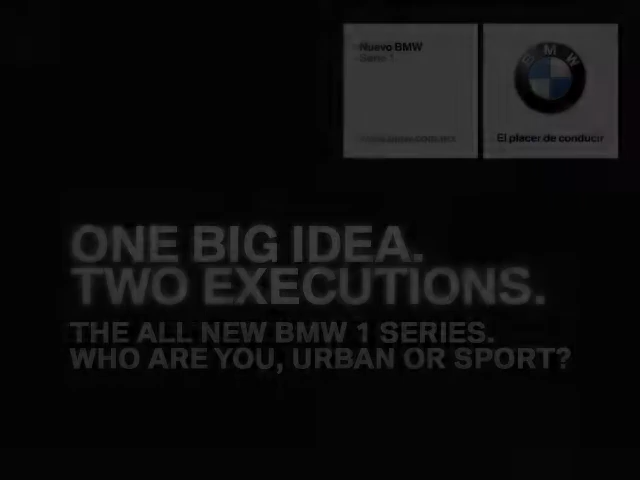 Nuevo BMW
Serie 1
www.bmw.com.mx
BMW
El placer de conducir
ONE BIG IDEA.
TWO EXECUTIONS.
THE ALL NEW BMW 1 SERIES.
WHO ARE YOU, URBAN OR SPORT?